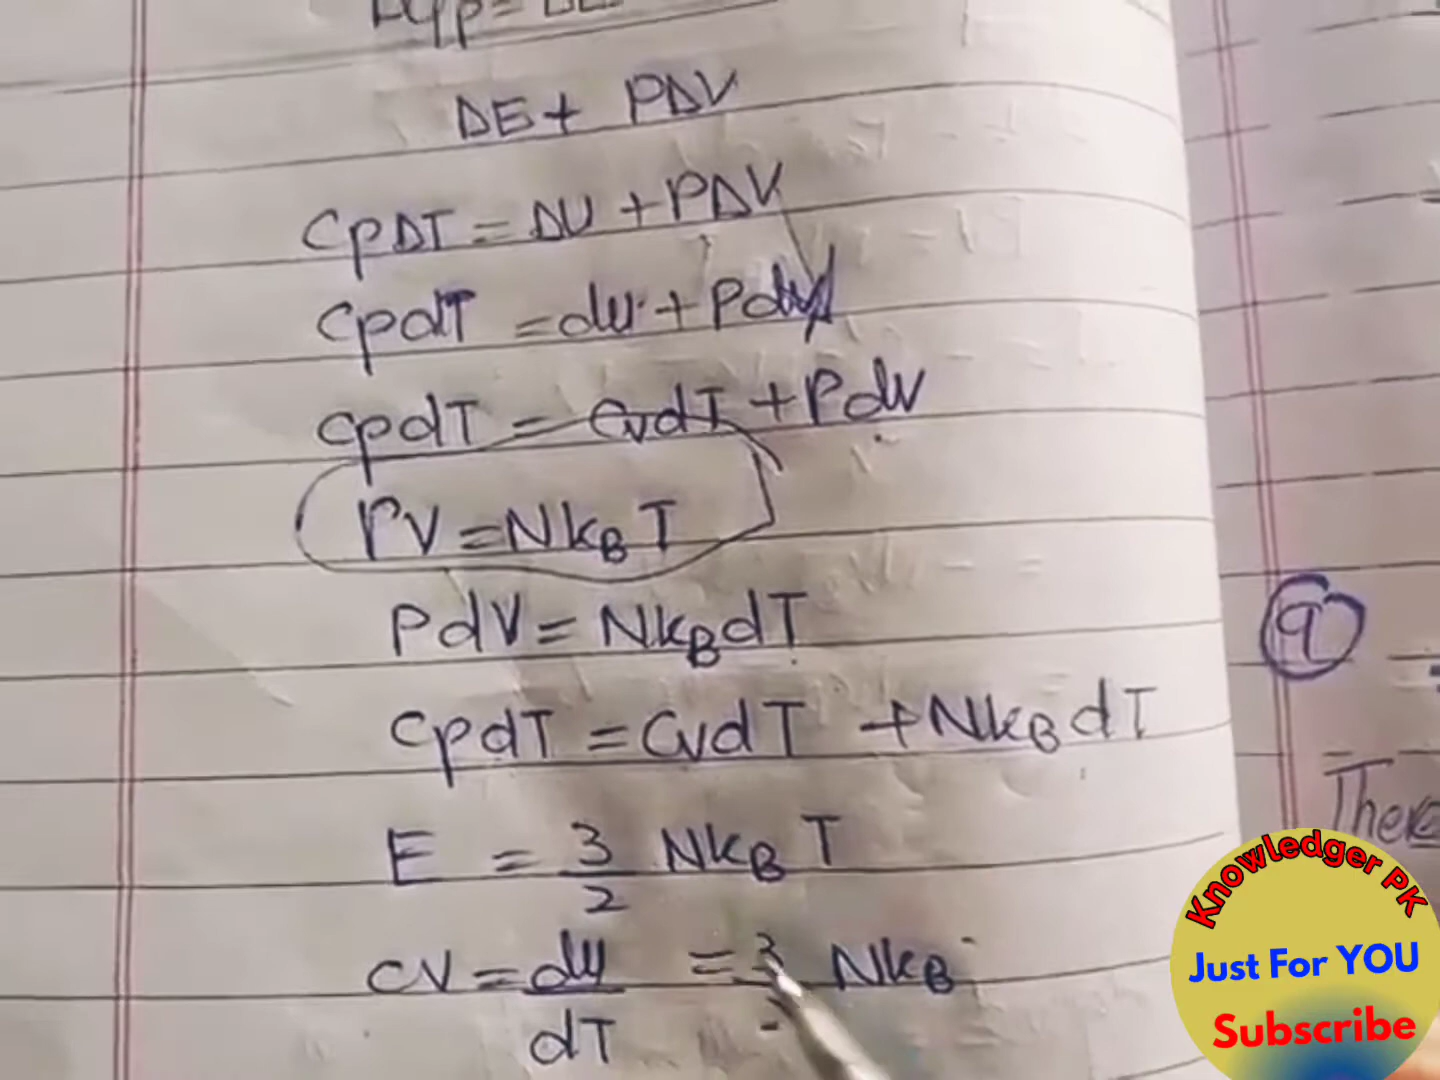 ΔE + PΔV
CpΔT = ΔU + PΔV
CpdT = du + Pdv
CpdT = CvdT + Pdv
PV = NkBT
PdV = NkBdT
CpdT = CvdT + NkBdT
E = 3/2 NkBT
CV = du/dT = 3 NkB
9
There
Knowledger PK
Just For YOU
Subscribe